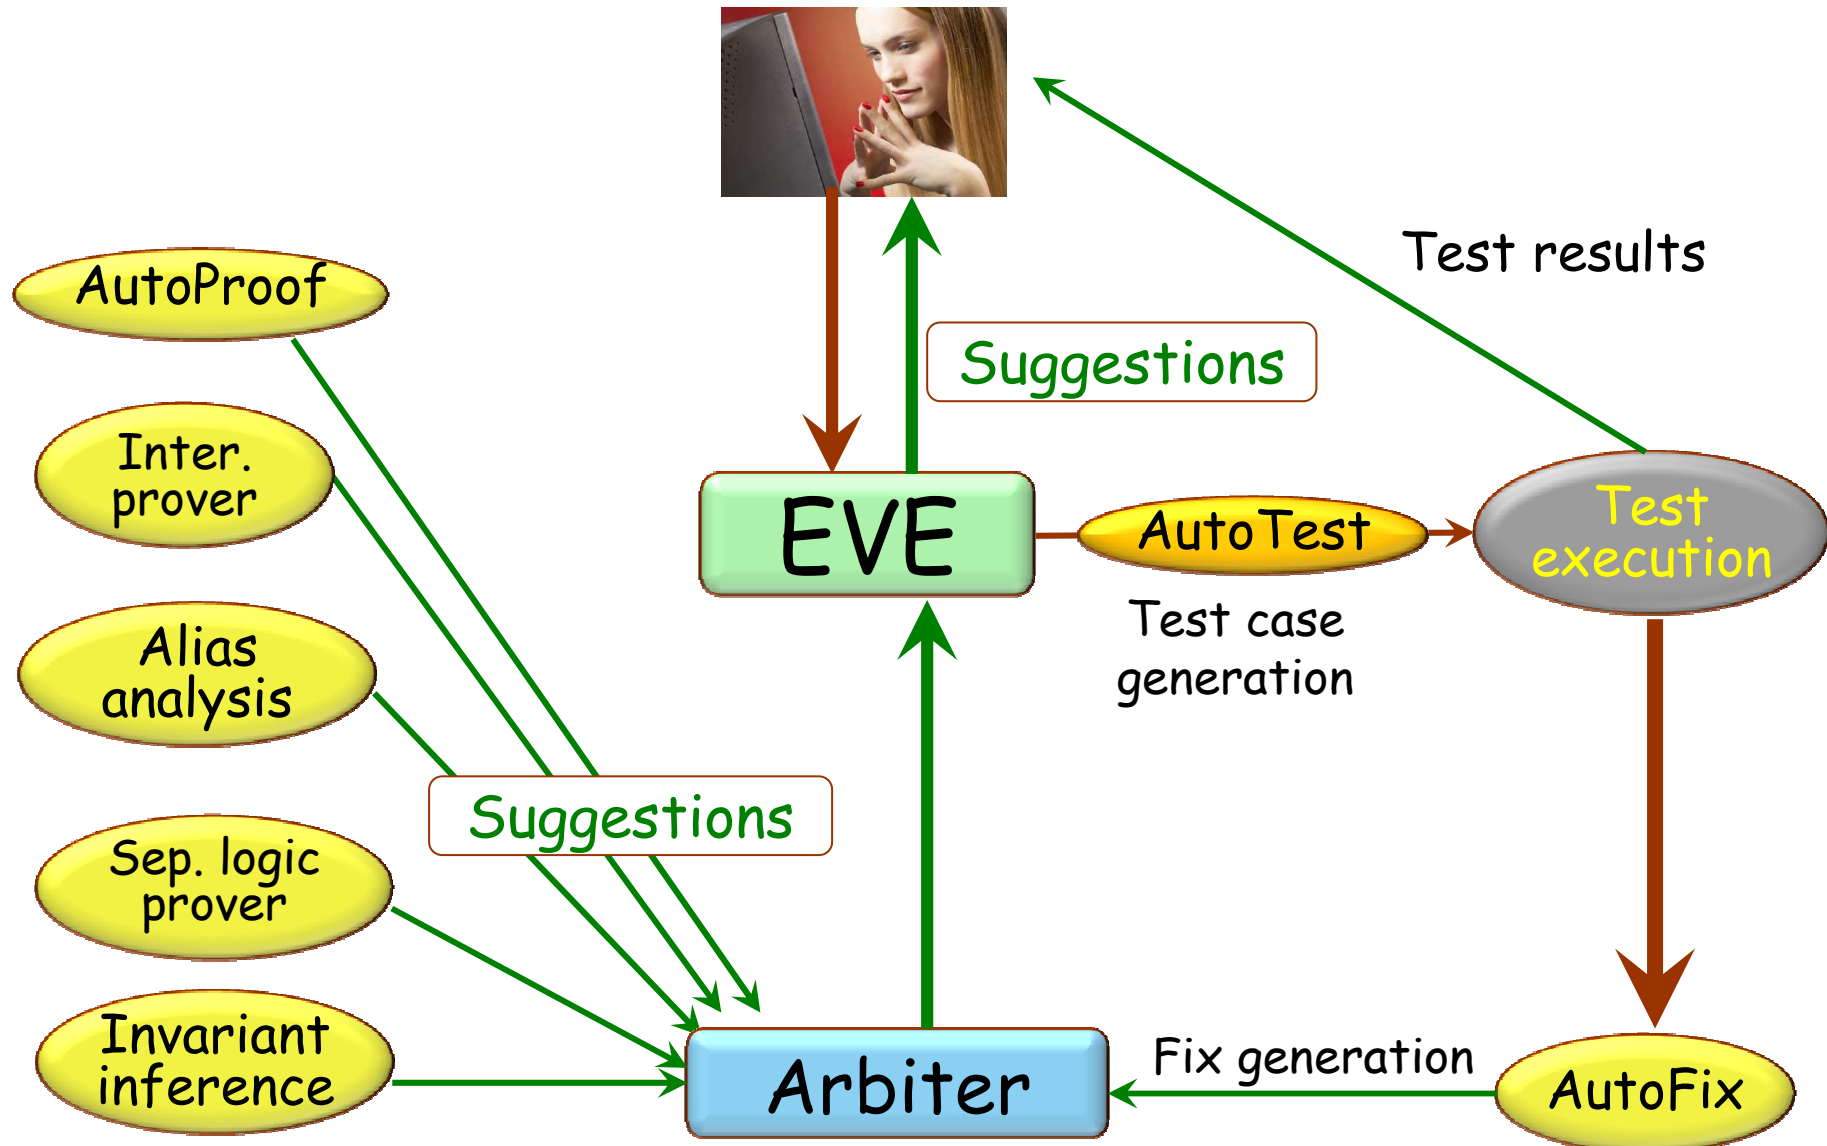 Test results
AutoProof
Suggestions
Inter.
prover
EVE
AutoTest
Test
execution
Test case
generation
Alias
analysis
Suggestions
Sep. logic
prover
Invariant
inference
Arbiter
Fix generation
AutoFix